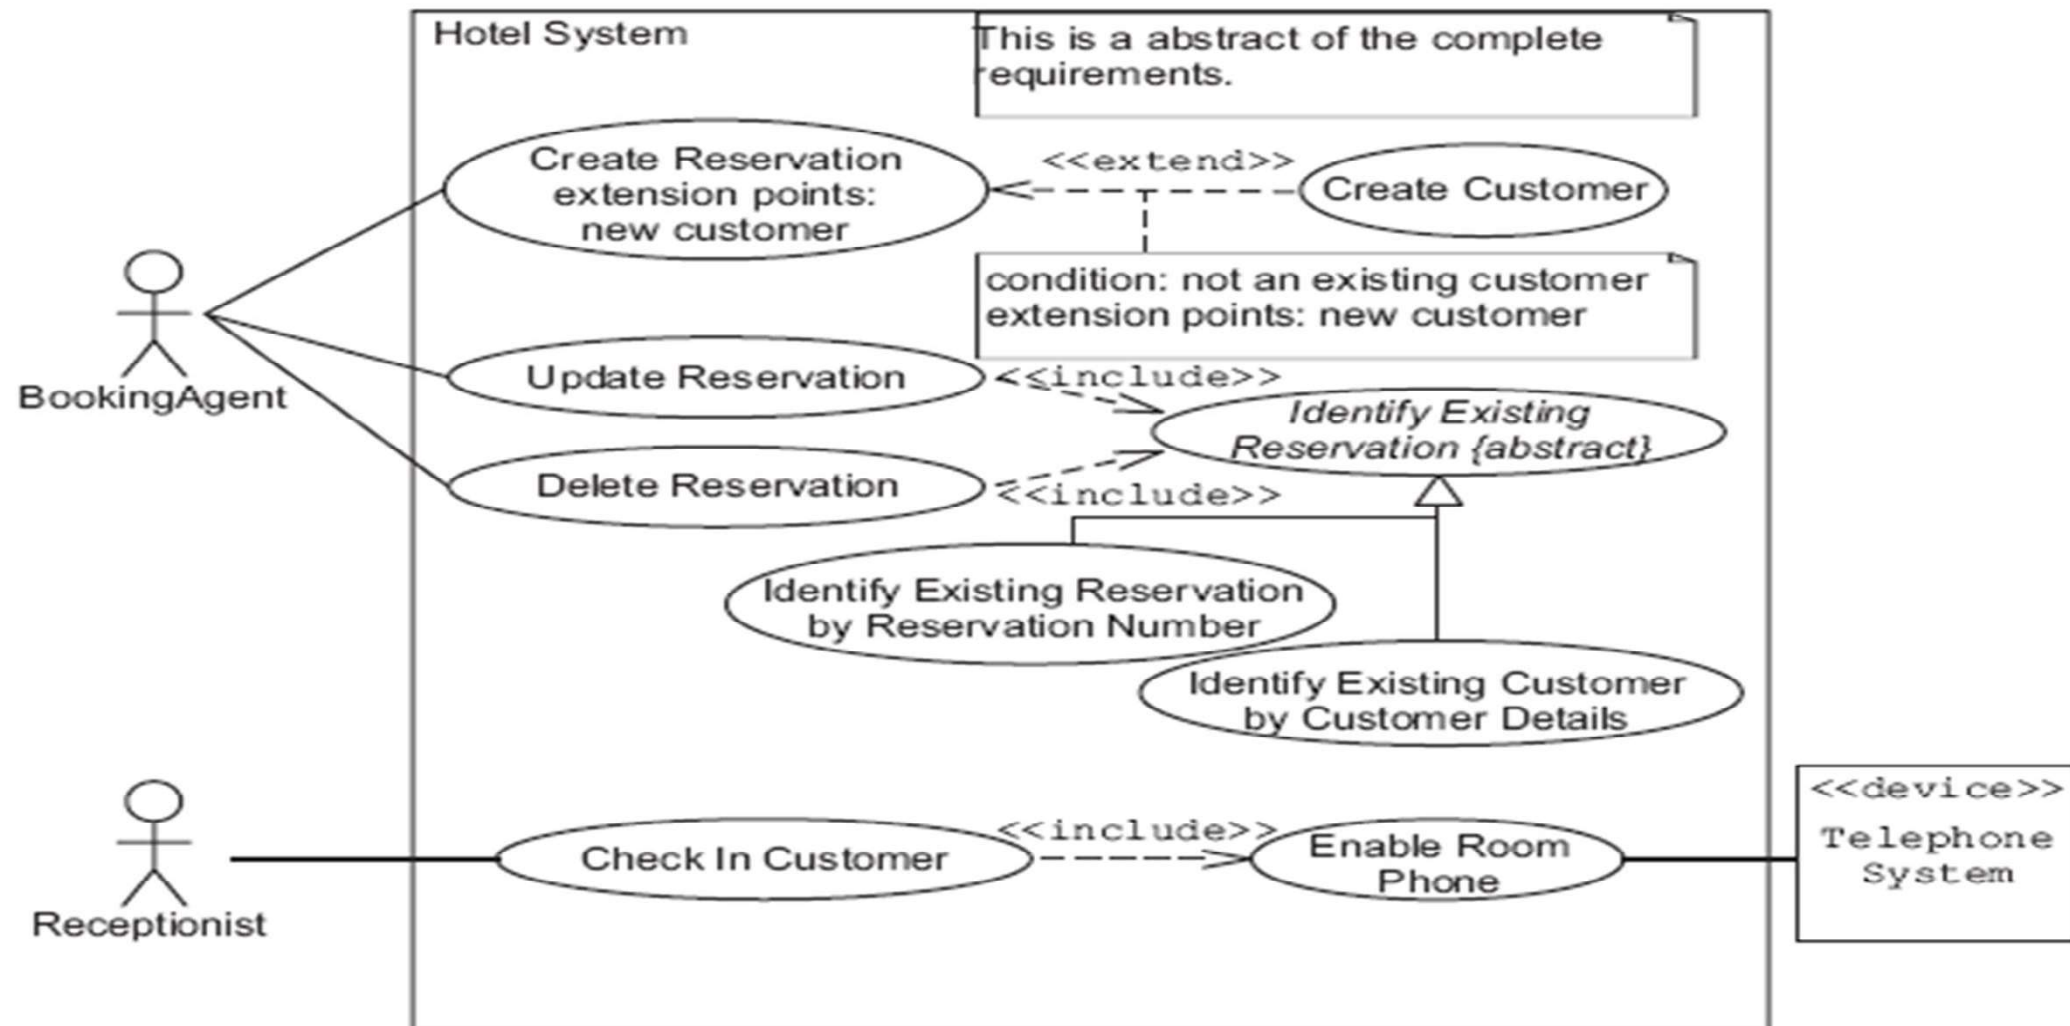 Hotel System
This is a abstract of the complete
requirements.
Create Reservation
extension points:
new customer
<<extend>>
Create Customer
condition: not an existing customer
extension points: new customer
BookingAgent
Update Reservation
<<include>>
Identify Existing
Reservation {abstract}
Delete Reservation
<<include>>
Identify Existing Reservation
by Reservation Number
Identify Existing Customer
by Customer Details
Receptionist
Check In Customer
<<include>>
Enable Room
Phone
<<device>>
Telephone
System